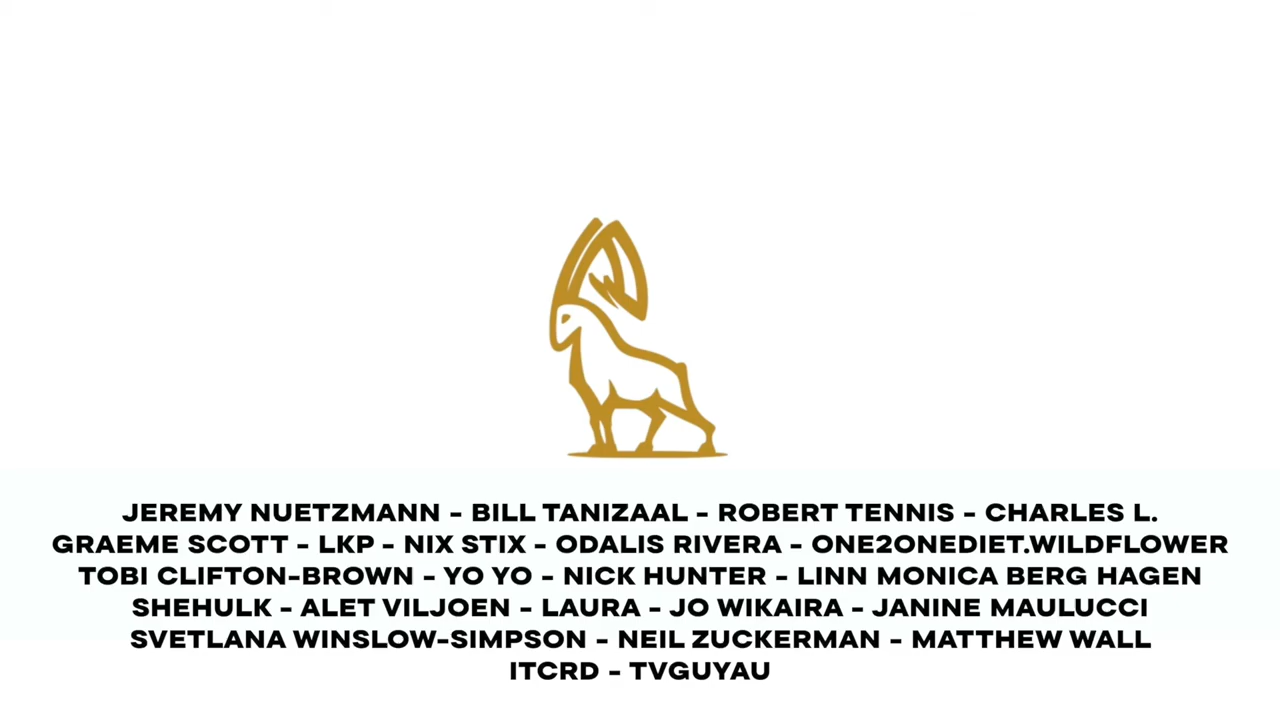 JEREMY NUETZMANN - BILL TANIZAAL - ROBERT TENNIS - CHARLES L.
GRAEME SCOTT - LKP - NIX STIX - ODALIS RIVERA - ONE2ONEDIET.WILDFLOWER
TOBI CLIFTON-BROWN - YO YO - NICK HUNTER - LINN MONICA BERG HAGEN
SHEHULK - ALET VILJOEN - LAURA - JO WIKAIRA - JANINE MAULUCCI
SVETLANA WINSLOW-SIMPSON - NEIL ZUCKERMAN - MATTHEW WALL
ITCRD - TVGUYAU